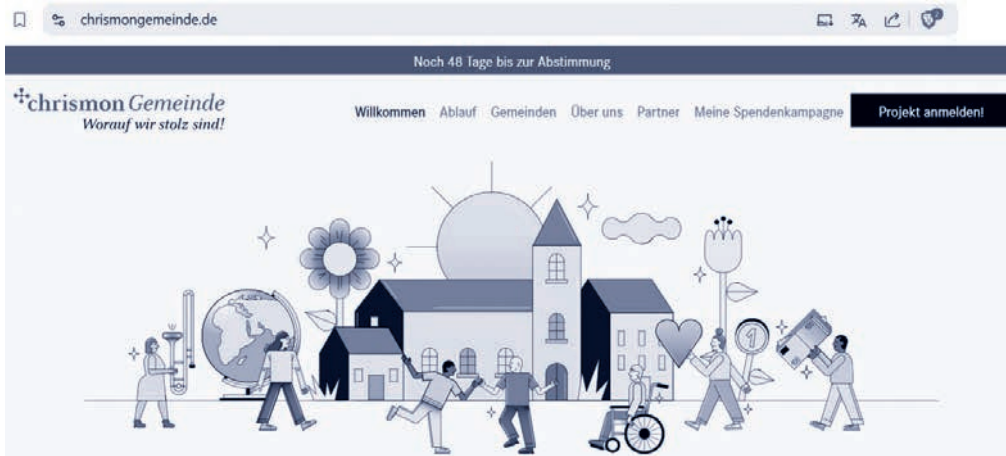 chrismongemeinde.de
Noch 48 Tage bis zur Abstimmung
chrismon Gemeinde
Worauf wir stolz sind!
Willkommen Ablauf Gemeinden Über uns Partner Meine Spendenkampagne Projekt anmelden!
1